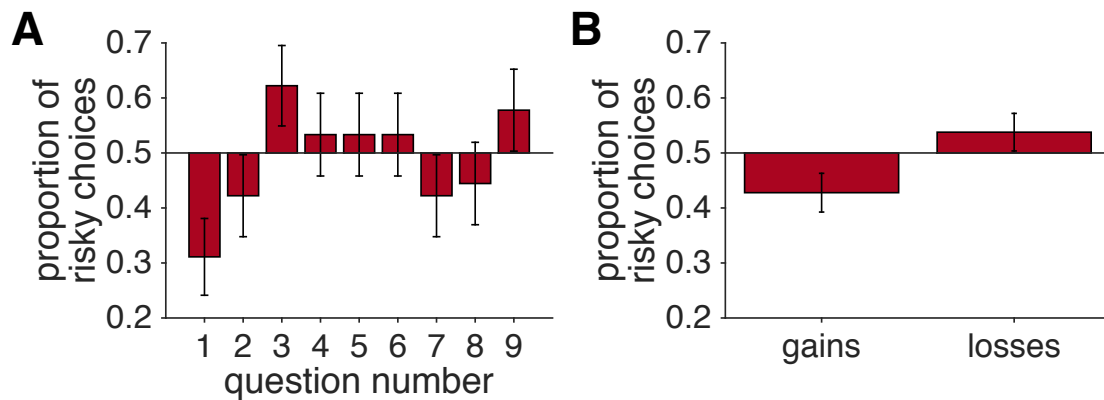 A
proportion of
risky choices
0.7
0.6
0.5
0.4
0.3
0.2
1 2 3 4 5 6 7 8 9
question number
B
proportion of
risky choices
0.7
0.6
0.5
0.4
0.3
0.2
gains losses